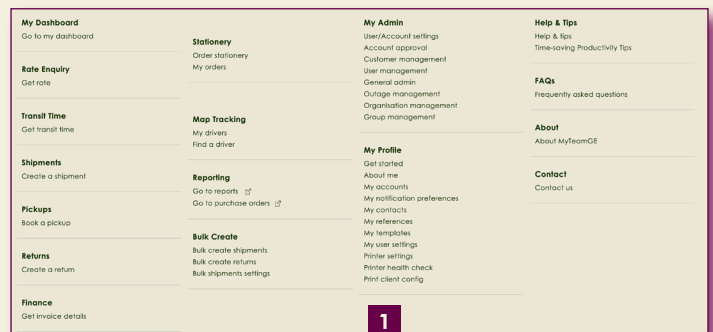 My Dashboard
Go to my dashboard
Rate Enquiry
Get rate
Transit Time
Get transit time
Shipments
Create a shipment
Pickups
Book a pickup
Returns
Create a return
Finance
Get invoice details
Stationery
Order stationery
My orders
Map Tracking
My drivers
Find a driver
Reporting
Go to reports
Go to purchase orders
Bulk Create
Bulk create shipments
Bulk create returns
Bulk shipments settings
My Admin
User/Account settings
Account approval
Customer management
User management
General admin
Outage management
Organisation management
Group management
My Profile
Get started
About me
My accounts
My notification preferences
My contacts
My references
My templates
My user settings
Printer settings
Printer health check
Print client config
1
Help & Tips
Help & tips
Time-saving Productivity Tips
FAQs
Frequently asked questions
About
About MyTeamGE
Contact
Contact us